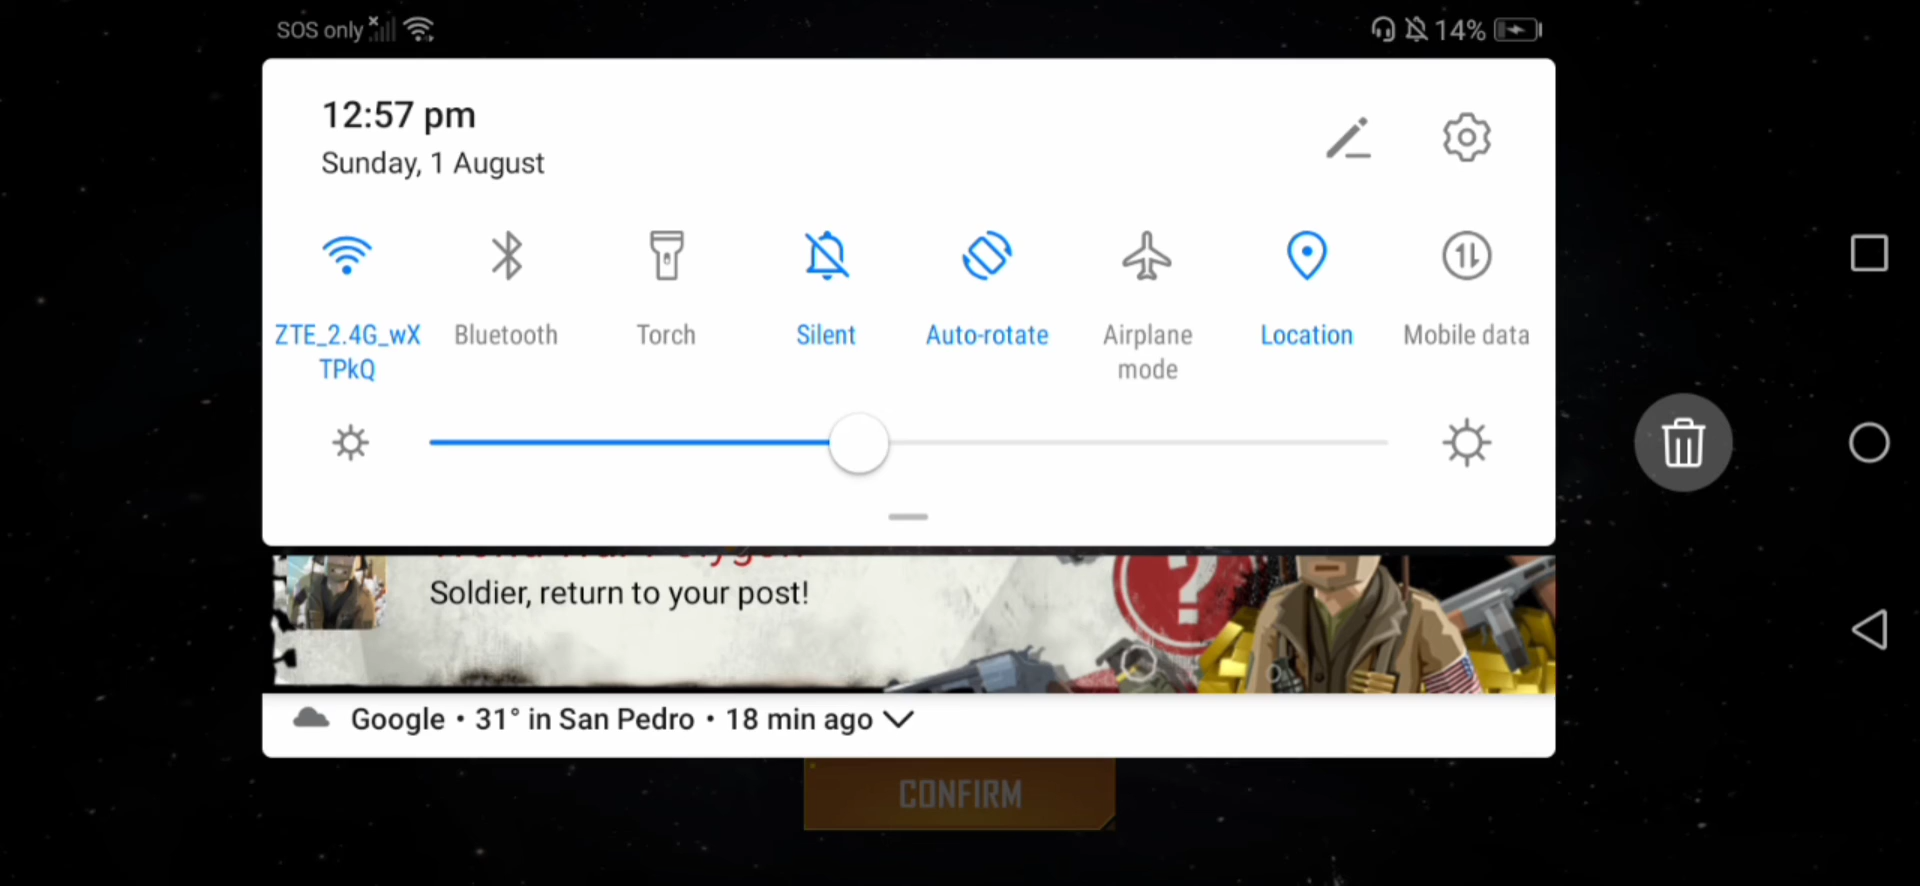 SOS only
14%
12:57 pm
Sunday, 1 August
ZTE_2.4G_wX
TPkQ
Bluetooth
Torch
Silent
Auto-rotate
Airplane
mode
Location
Mobile data
Soldier, return to your post!
Google • 31° in San Pedro • 18 min ago
CONFIRM